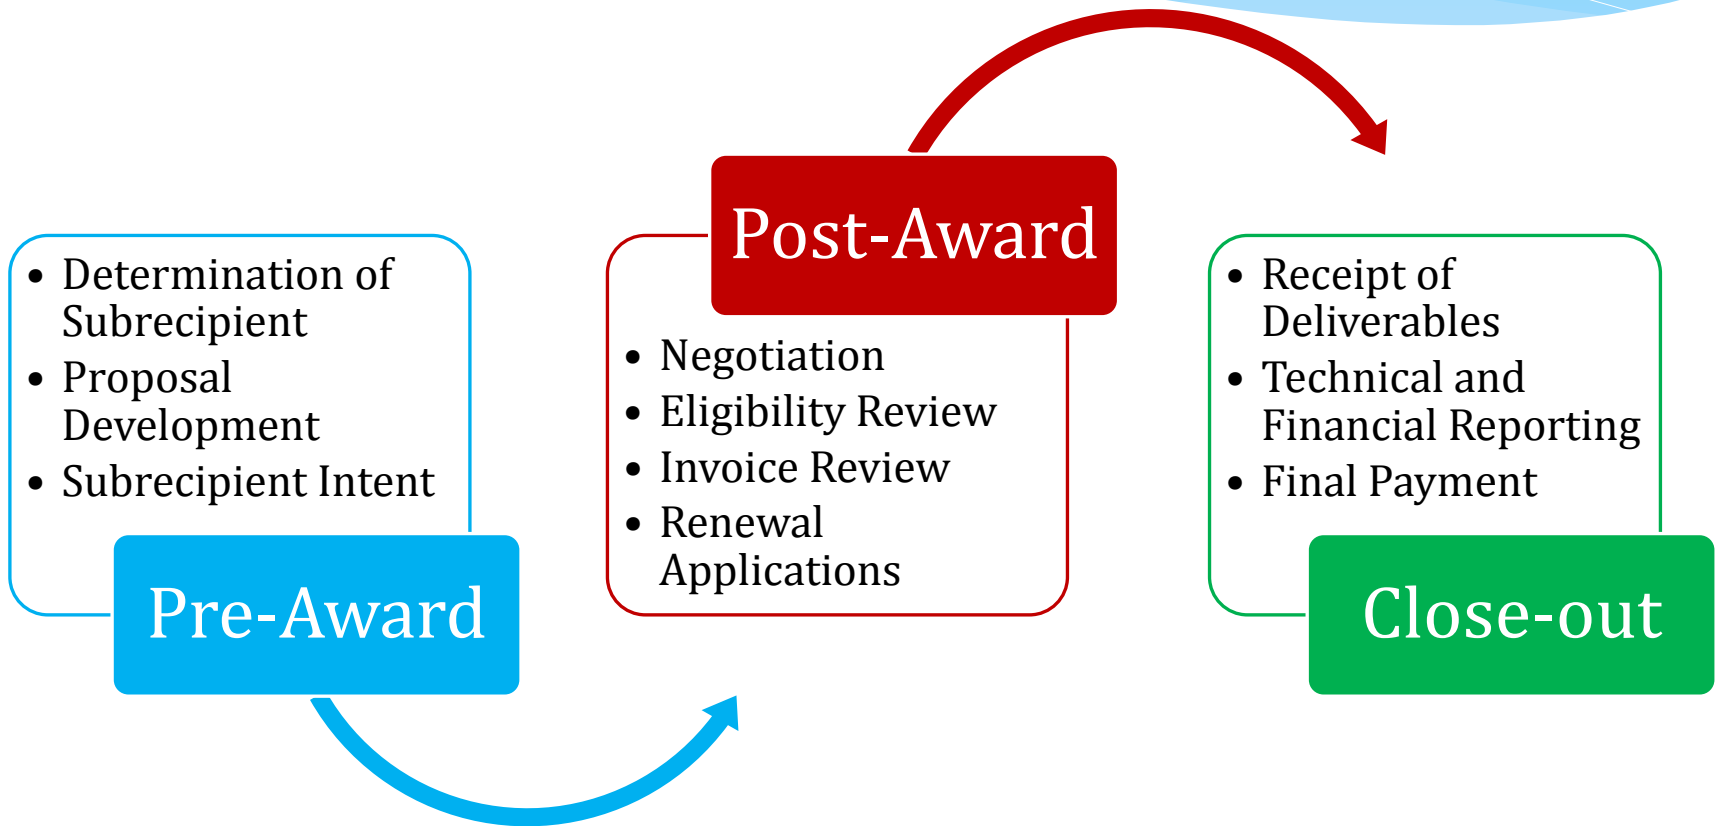 • Determination of
Subrecipient
• Proposal
Development
• Subrecipient Intent
Pre-Award
Post-Award
• Negotiation
• Eligibility Review
• Invoice Review
• Renewal
Applications
• Receipt of
Deliverables
• Technical and
Financial Reporting
• Final Payment
Close-out